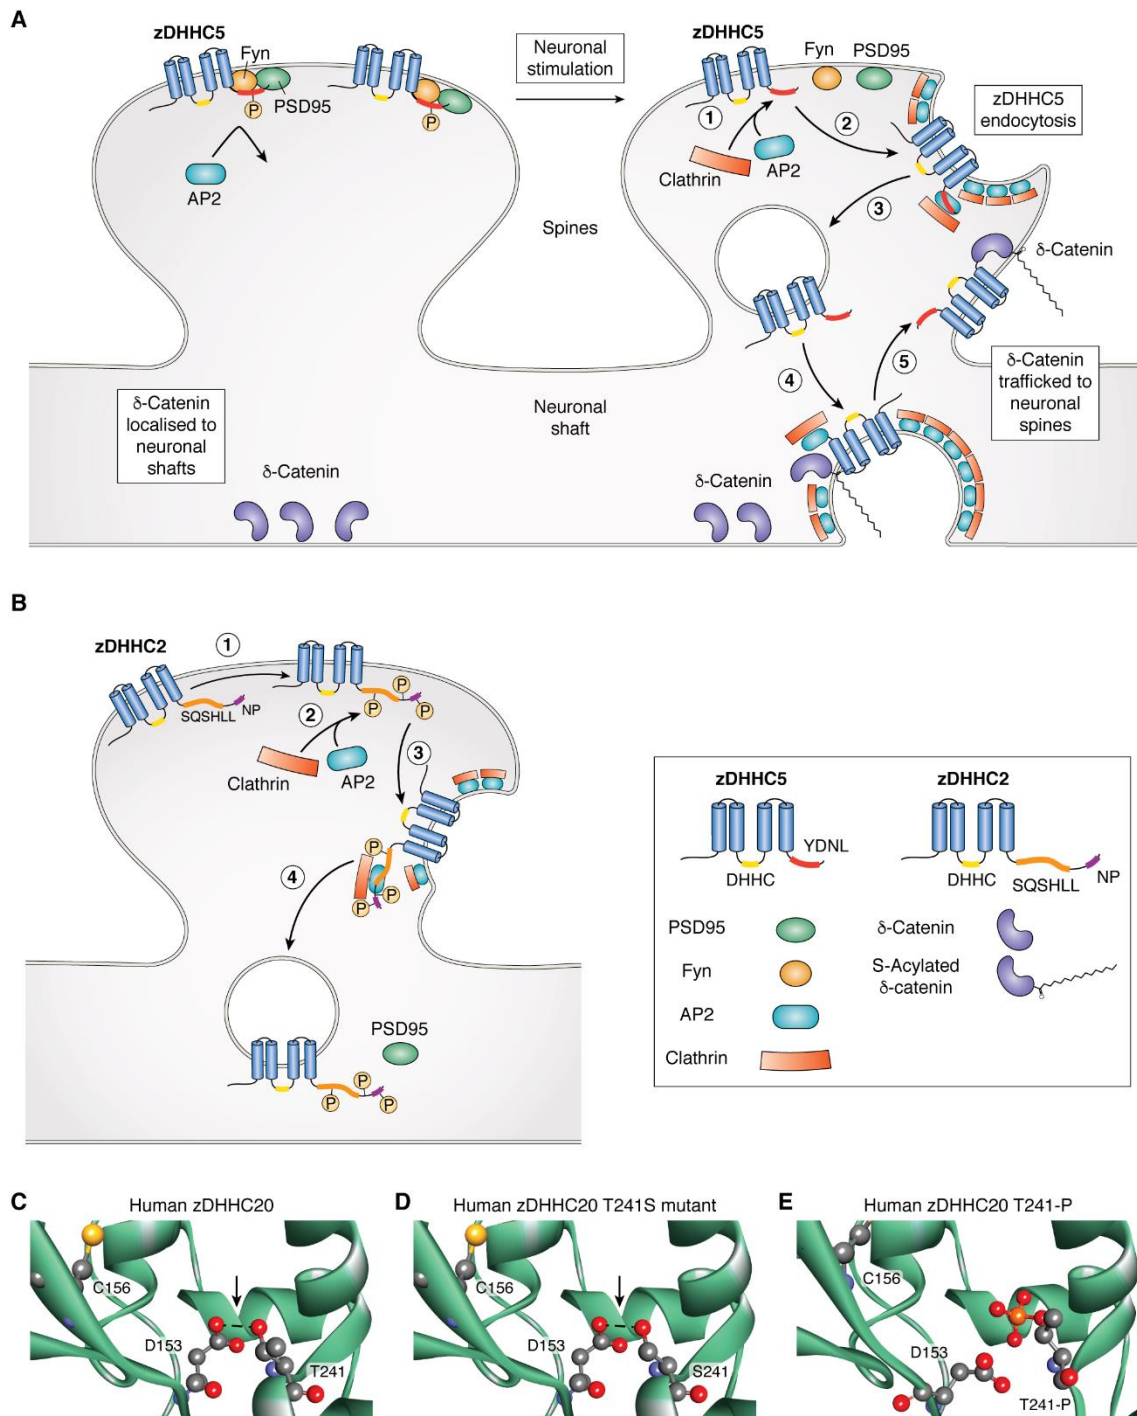 A
zDHHC5
Fyn
PSD95
P
P
AP2
Neuronal
stimulation
zDHHC5
Fyn
PSD95
1
2
Clathrin
AP2
zDHHC5
endocytosis
3
Spines
δ-Catenin
4
5
δ-Catenin
localised to
neuronal
shafts
Neuronal
shaft
δ-Catenin
trafficked to
neuronal
spines
δ-Catenin
δ-Catenin
B
zDHHC2
1
SQSHLL
NP
P
P
P
2
Clathrin
AP2
3
P
P
P
4
PSD95
P
P
P
zDHHC5
zDHHC2
YDNL
DHHC
DHHC
SQSHLL
NP
PSD95
δ-Catenin
Fyn
S-Acylated
δ-catenin
AP2
Clathrin
C
Human zDHHC20
C156
D153
T241
D
Human zDHHC20 T241S mutant
C156
D153
S241
E
Human zDHHC20 T241-P
C156
D153
T241-P